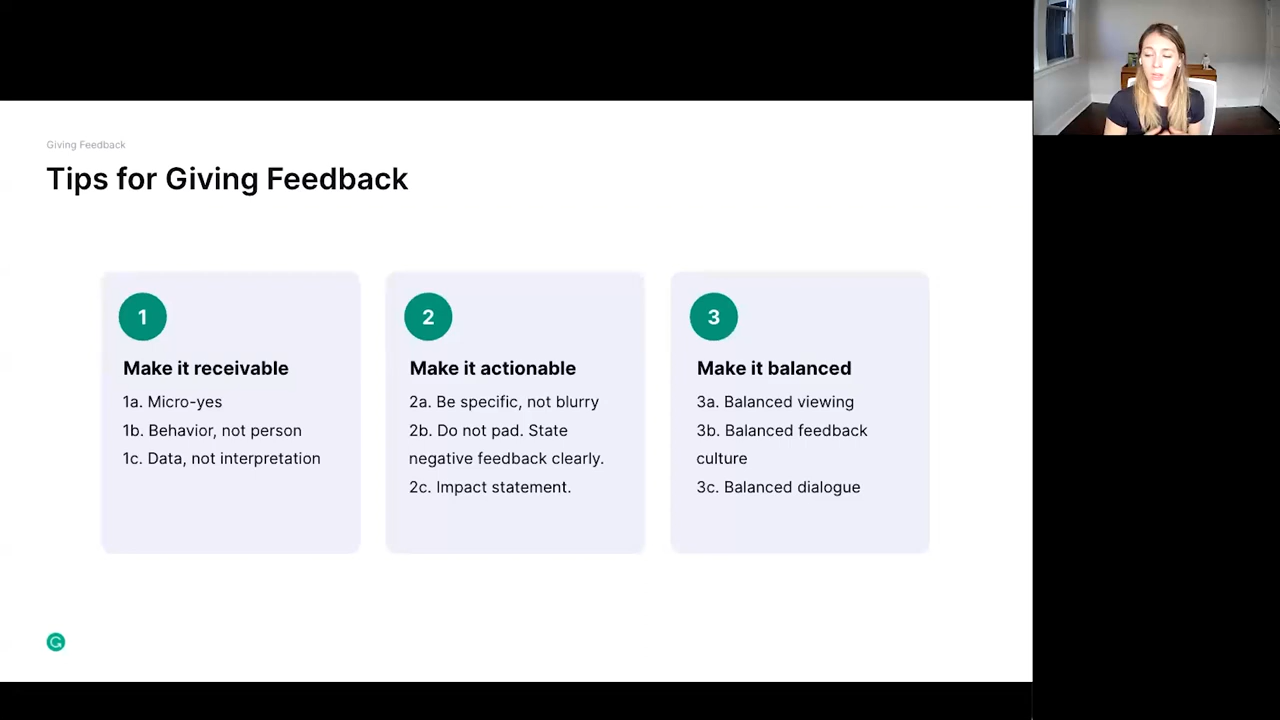 Giving Feedback
Tips for Giving Feedback
1
Make it receivable
1a. Micro-yes
1b. Behavior, not person
1c. Data, not interpretation
2
Make it actionable
2a. Be specific, not blurry
2b. Do not pad. State
negative feedback clearly.
2c. Impact statement.
3
Make it balanced
3a. Balanced viewing
3b. Balanced feedback
culture
3c. Balanced dialogue